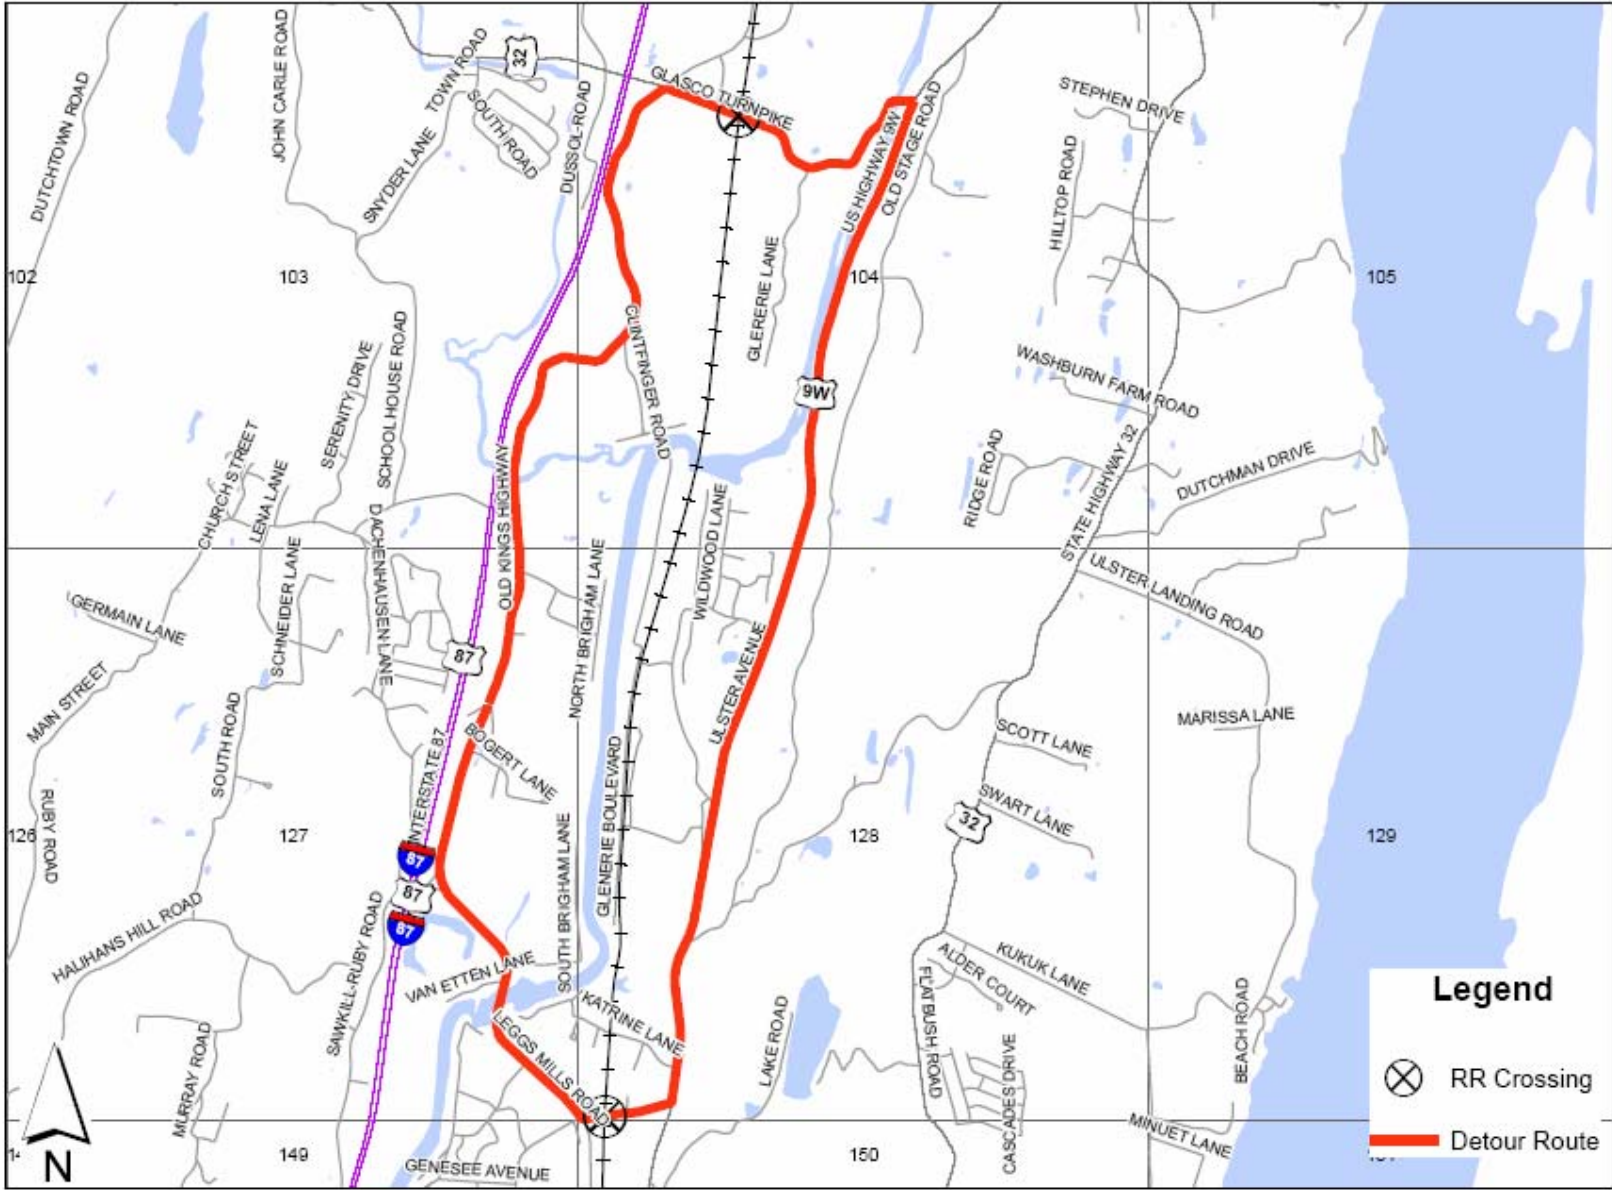 32
JOHN CARLE ROAD
TOWN ROAD
SNYDER LANE
SOUTH ROAD
DUSSOL ROAD
GLASCO TURNPIKE
US HIGHWAY 9W
OLD STAGE ROAD
STEPHEN DRIVE
HILLTOP ROAD
DUTCHTOWN ROAD
102
103
104
105
GLERERIE LANE
CLINTFINGER ROAD
SERENITY DRIVE
SCHOOLHOUSE ROAD
9W
WASHBURN FARM ROAD
STATE HIGHWAY 32
RIDGE ROAD
DUTCHMAN DRIVE
CHURCH STREET
LENA LANE
DACHENHAUSEN LANE
OLD KINGS HIGHWAY
WILDWOOD LANE
NORTH BRIGHAM LANE
ULSTER LANDING ROAD
GERMAIN LANE
SCHNEIDER LANE
87
MAIN STREET
ULSTER AVENUE
SOUTH ROAD
BOGERT LANE
MARISSA LANE
SCOTT LANE
SWART LANE
32
INTERSTATE 87
GLENERIE BOULEVARD
SOUTH BRIGHAM LANE
RUBY ROAD
126
127
128
129
87
87
87
HALIHANS HILL ROAD
SAWKILL-RUBY ROAD
VAN ETTEN LANE
KATRINE LANE
LEGGS MILLS ROAD
LAKE ROAD
KUKUK LANE
ALDER COURT
FLATBUSH ROAD
CASCADES DRIVE
BEACH ROAD
MINUET LANE
MURRAY ROAD
GENESEE AVENUE
149
150
N
Legend
RR Crossing
Detour Route